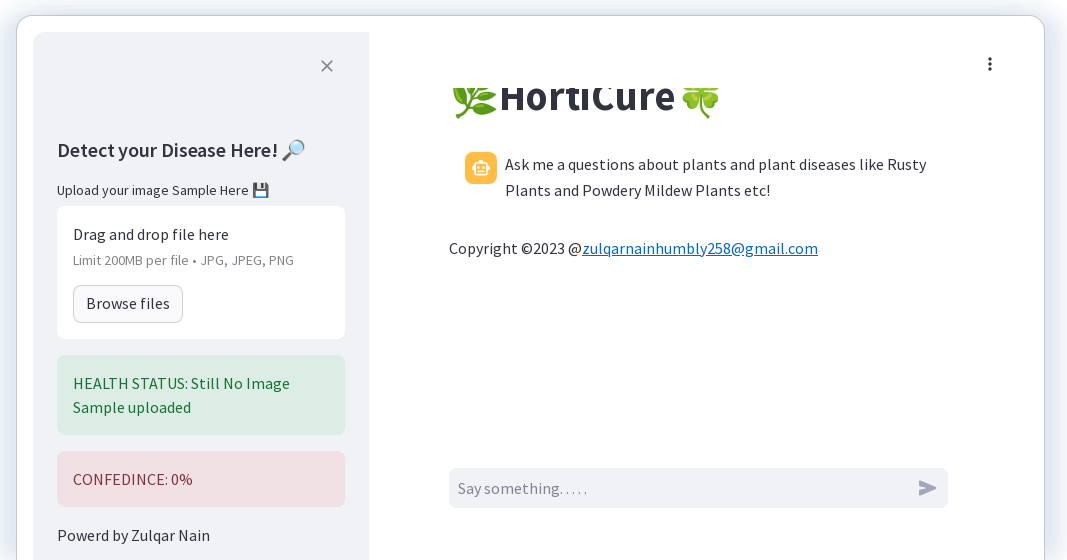 Detect your Disease Here! 🔎
Upload your image Sample Here 💾
Drag and drop file here
Limit 200MB per file • JPG, JPEG, PNG
Browse files
HEALTH STATUS: Still No Image
Sample uploaded
CONFEDINCE: 0%
Powerd by Zulqar Nain
🌿HortiCure☘️
Ask me a questions about plants and plant diseases like Rusty
Plants and Powdery Mildew Plants etc!
Copyright ©2023 @zulqarnainhumbly258@gmail.com
Say something.....